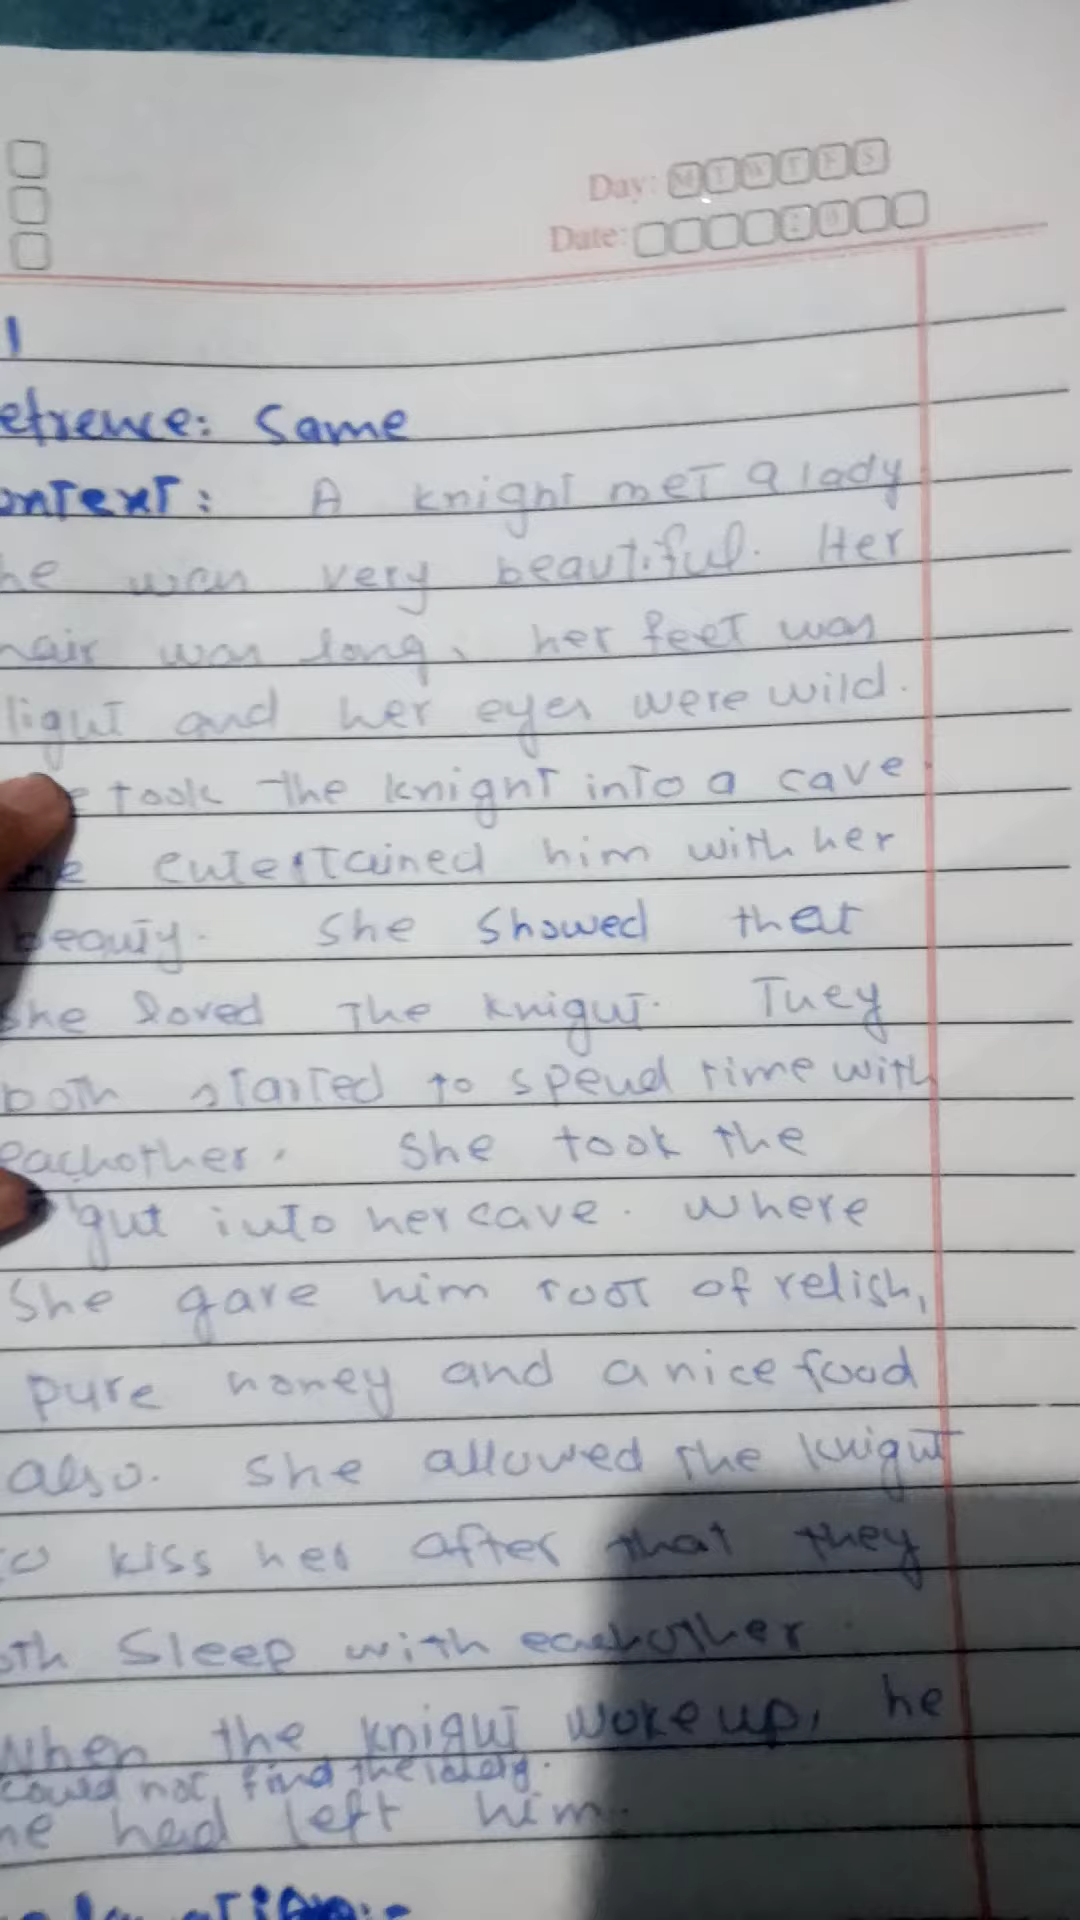 Day: M T W T F S
Date:
1
efrence: Same
ontext: A knight met a lady
he was very beautiful. Her
hair was long, her feet was
light and her eyes were wild.
e took the knight into a cave
he entertained him with her
beauty. She showed that
she loved the knight. They
both started to spend time with
eachother. She took the
ght into her cave. Where
She gave him root of relish,
pure honey and a nice food
also. She allowed the knight
to kiss her after that they
oth Sleep with eachother.
When the knight woke up, he
could not find the lady.
he had left him.